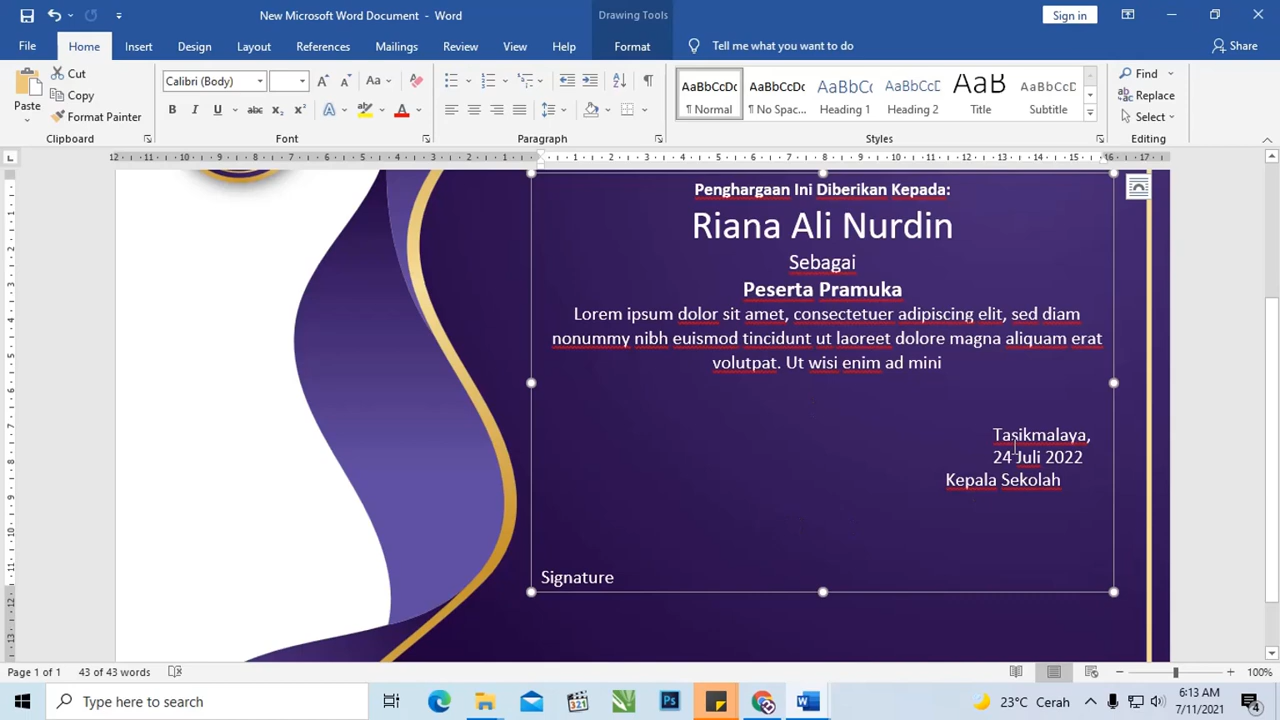 New Microsoft Word Document - Word
Drawing Tools
Sign in
File
Home
Insert
Design
Layout
References
Mailings
Review
View
Help
Format
Tell me what you want to do
Share
Paste
Cut
Copy
Format Painter
Clipboard
Calibri (Body)
Font
Paragraph
AaBbCcDc
¶ Normal
AaBbCcDc
¶ No Spac...
AaBbCc
Heading 1
AaBbCcD
Heading 2
AaB
Title
AaBbCcD
Subtitle
Styles
Find
Replace
Select
Editing
Penghargaan Ini Diberikan Kepada:
Riana Ali Nurdin
Sebagai
Peserta Pramuka
Lorem ipsum dolor sit amet, consectetuer adipiscing elit, sed diam
nonummy nibh euismod tincidunt ut laoreet dolore magna aliquam erat
volutpat. Ut wisi enim ad mini
Tasikmalaya,
24 Juli 2022
Kepala Sekolah
Signature
Page 1 of 1
43 of 43 words
100%
Type here to search
23°C Cerah
6:13 AM
7/11/2021